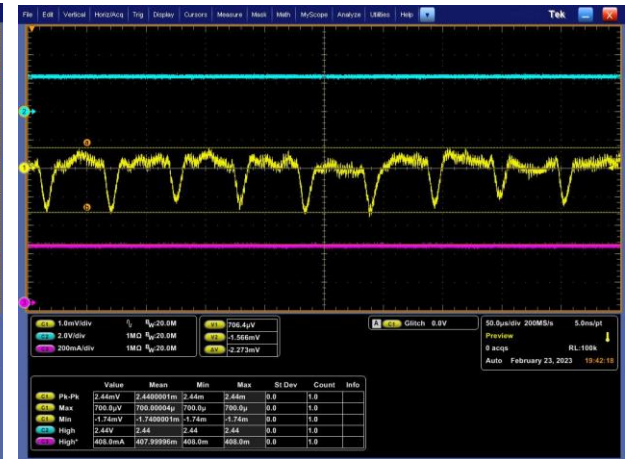 File Edit Vertical Horiz/Acq Trig Display Cursors Measure Mask Math MyScope Analyze Utilities Help Tek
a
2
1
b
3
C1 1.0mV/div BW:20.0M
C2 2.0V/div 1MΩ BW:20.0M
C3 200mA/div 1MΩ BW:20.0M
V1 706.4µV
V2 -1.566mV
ΔV -2.273mV
A C1 Glitch 0.0V
50.0µs/div 200MS/s 5.0ns/pt
Preview
0 acqs RL:100k
Auto February 23, 2023 19:42:18
Value Mean Min Max St Dev Count Info
C1 Pk-Pk 2.44mV 2.4400001m 2.44m 2.44m 0.0 1.0
C1 Max 700.0µV 700.00004µ 700.0µ 700.0µ 0.0 1.0
C1 Min -1.74mV -1.7400001m -1.74m -1.74m 0.0 1.0
C2 High 2.44V 2.44 2.44 2.44 0.0 1.0
C3 High* 408.0mA 407.99996m 408.0m 408.0m 0.0 1.0